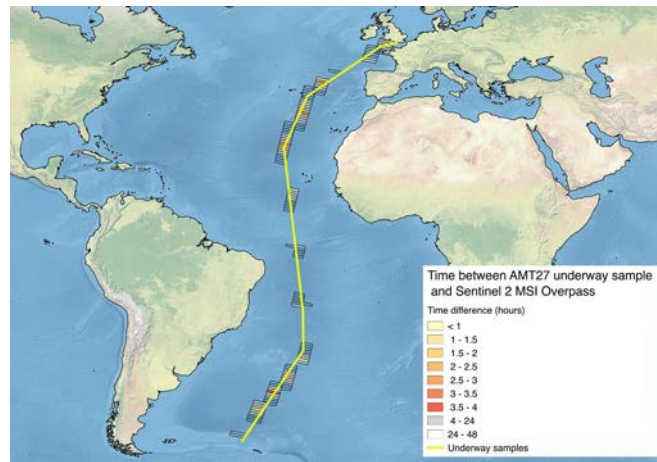 Time between AMT27 underway sample
and Sentinel 2 MSI Overpass
Time difference (hours)
< 1
1 - 1.5
1.5 - 2
2 - 2.5
2.5 - 3
3 - 3.5
3.5 - 4
4 - 24
24 - 48
Underway samples